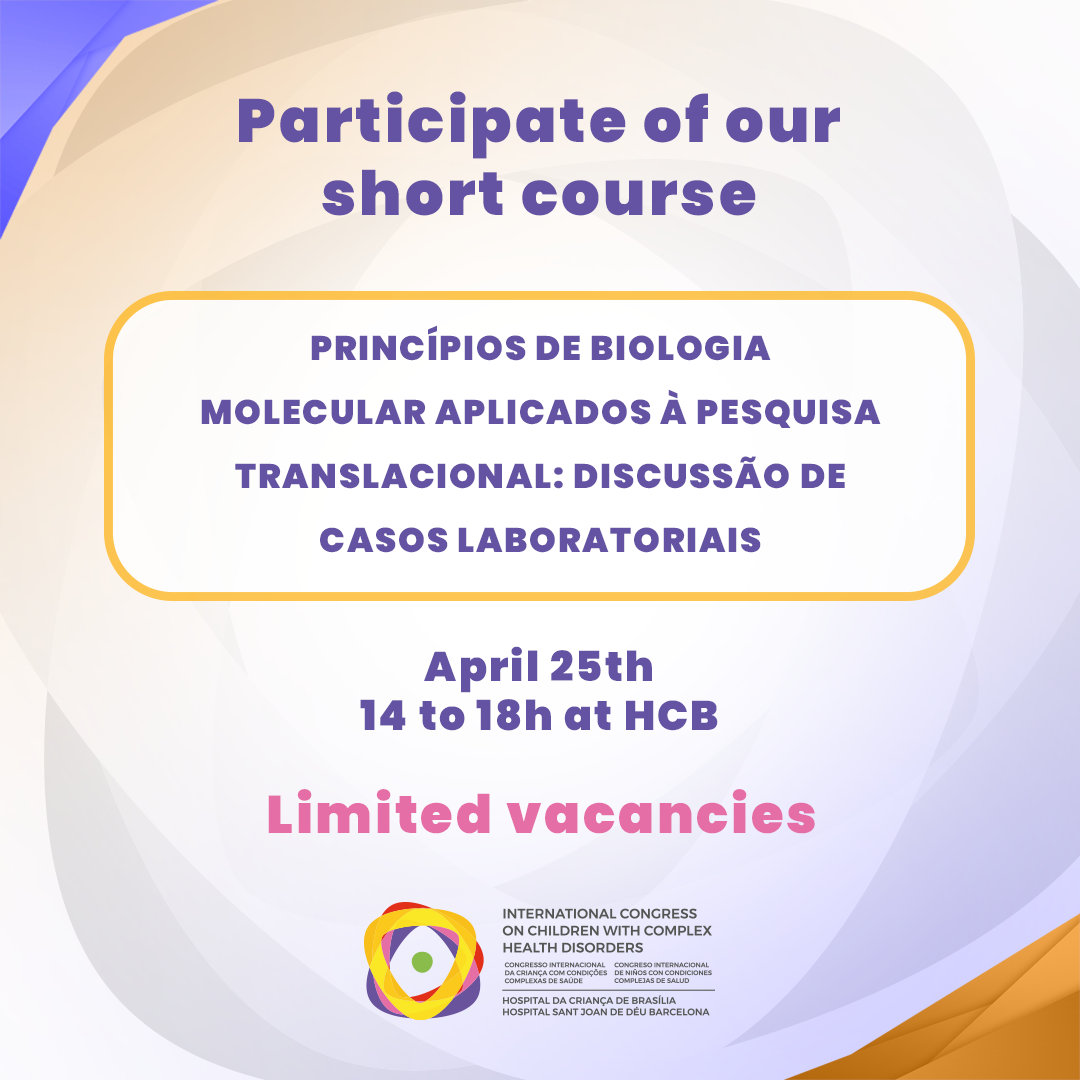 Participate of our
short course
PRINCÍPIOS DE BIOLOGIA
MOLECULAR APLICADOS À PESQUISA
TRANSLACIONAL: DISCUSSÃO DE
CASOS LABORATORIAIS
April 25th
14 to 18h at HCB
Limited vacancies
INTERNATIONAL CONGRESS
ON CHILDREN WITH COMPLEX
HEALTH DISORDERS
CONGRESSO INTERNACIONAL
DA CRIANÇA COM CONDIÇÕES
COMPLEXAS DE SAÚDE
CONGRESO INTERNACIONAL
DE NIÑOS CON CONDICIONES
COMPLEJAS DE SALUD
HOSPITAL DA CRIANÇA DE BRASÍLIA
HOSPITAL SANT JOAN DE DÉU BARCELONA